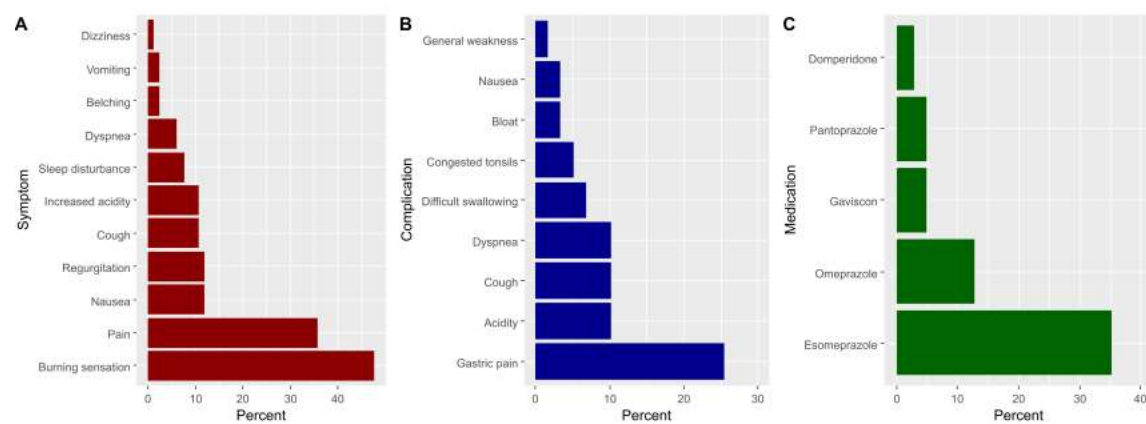 A
Dizziness
Vomiting
Belching
Dyspnea
Sleep disturbance
Increased acidity
Cough
Regurgitation
Nausea
Pain
Burning sensation
Symptom
0 10 20 30 40
Percent
B
General weakness
Nausea
Bloat
Congested tonsils
Difficult swallowing
Dyspnea
Cough
Acidity
Gastric pain
Complication
0 10 20 30
Percent
C
Domperidone
Pantoprazole
Gaviscon
Omeprazole
Esomeprazole
Medication
0 10 20 30 40
Percent